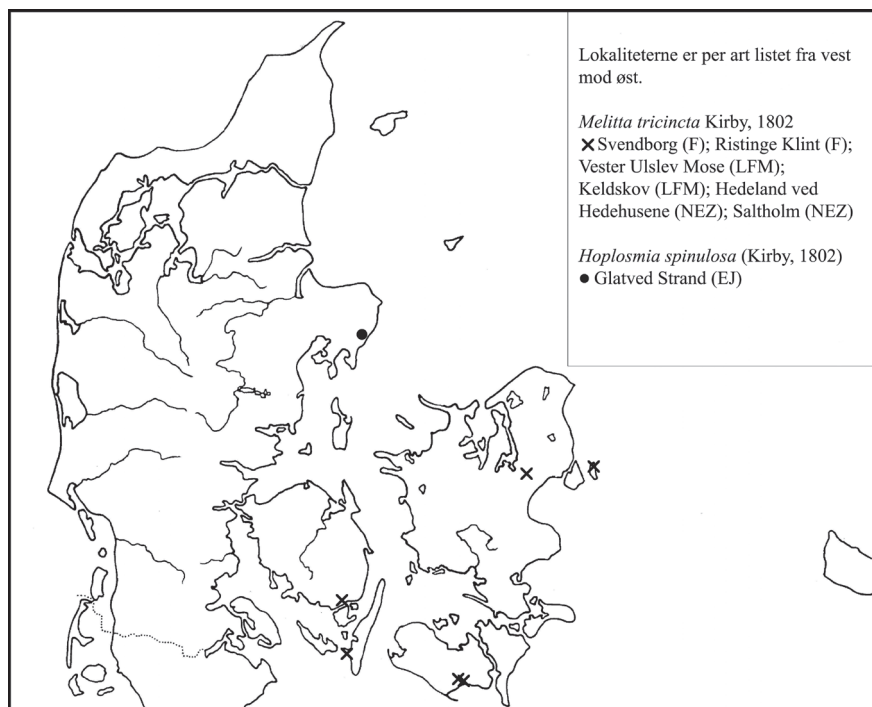 Lokaliteterne er per art listet fra vest
mod øst.
Melitta tricincta Kirby, 1802
×Svendborg (F); Ristinge Klint (F);
Vester Ulslev Mose (LFM);
Keldskov (LFM); Hedeland ved
Hedehusene (NEZ); Saltholm (NEZ)
Hoplosmia spinulosa (Kirby, 1802)
● Glatved Strand (EJ)